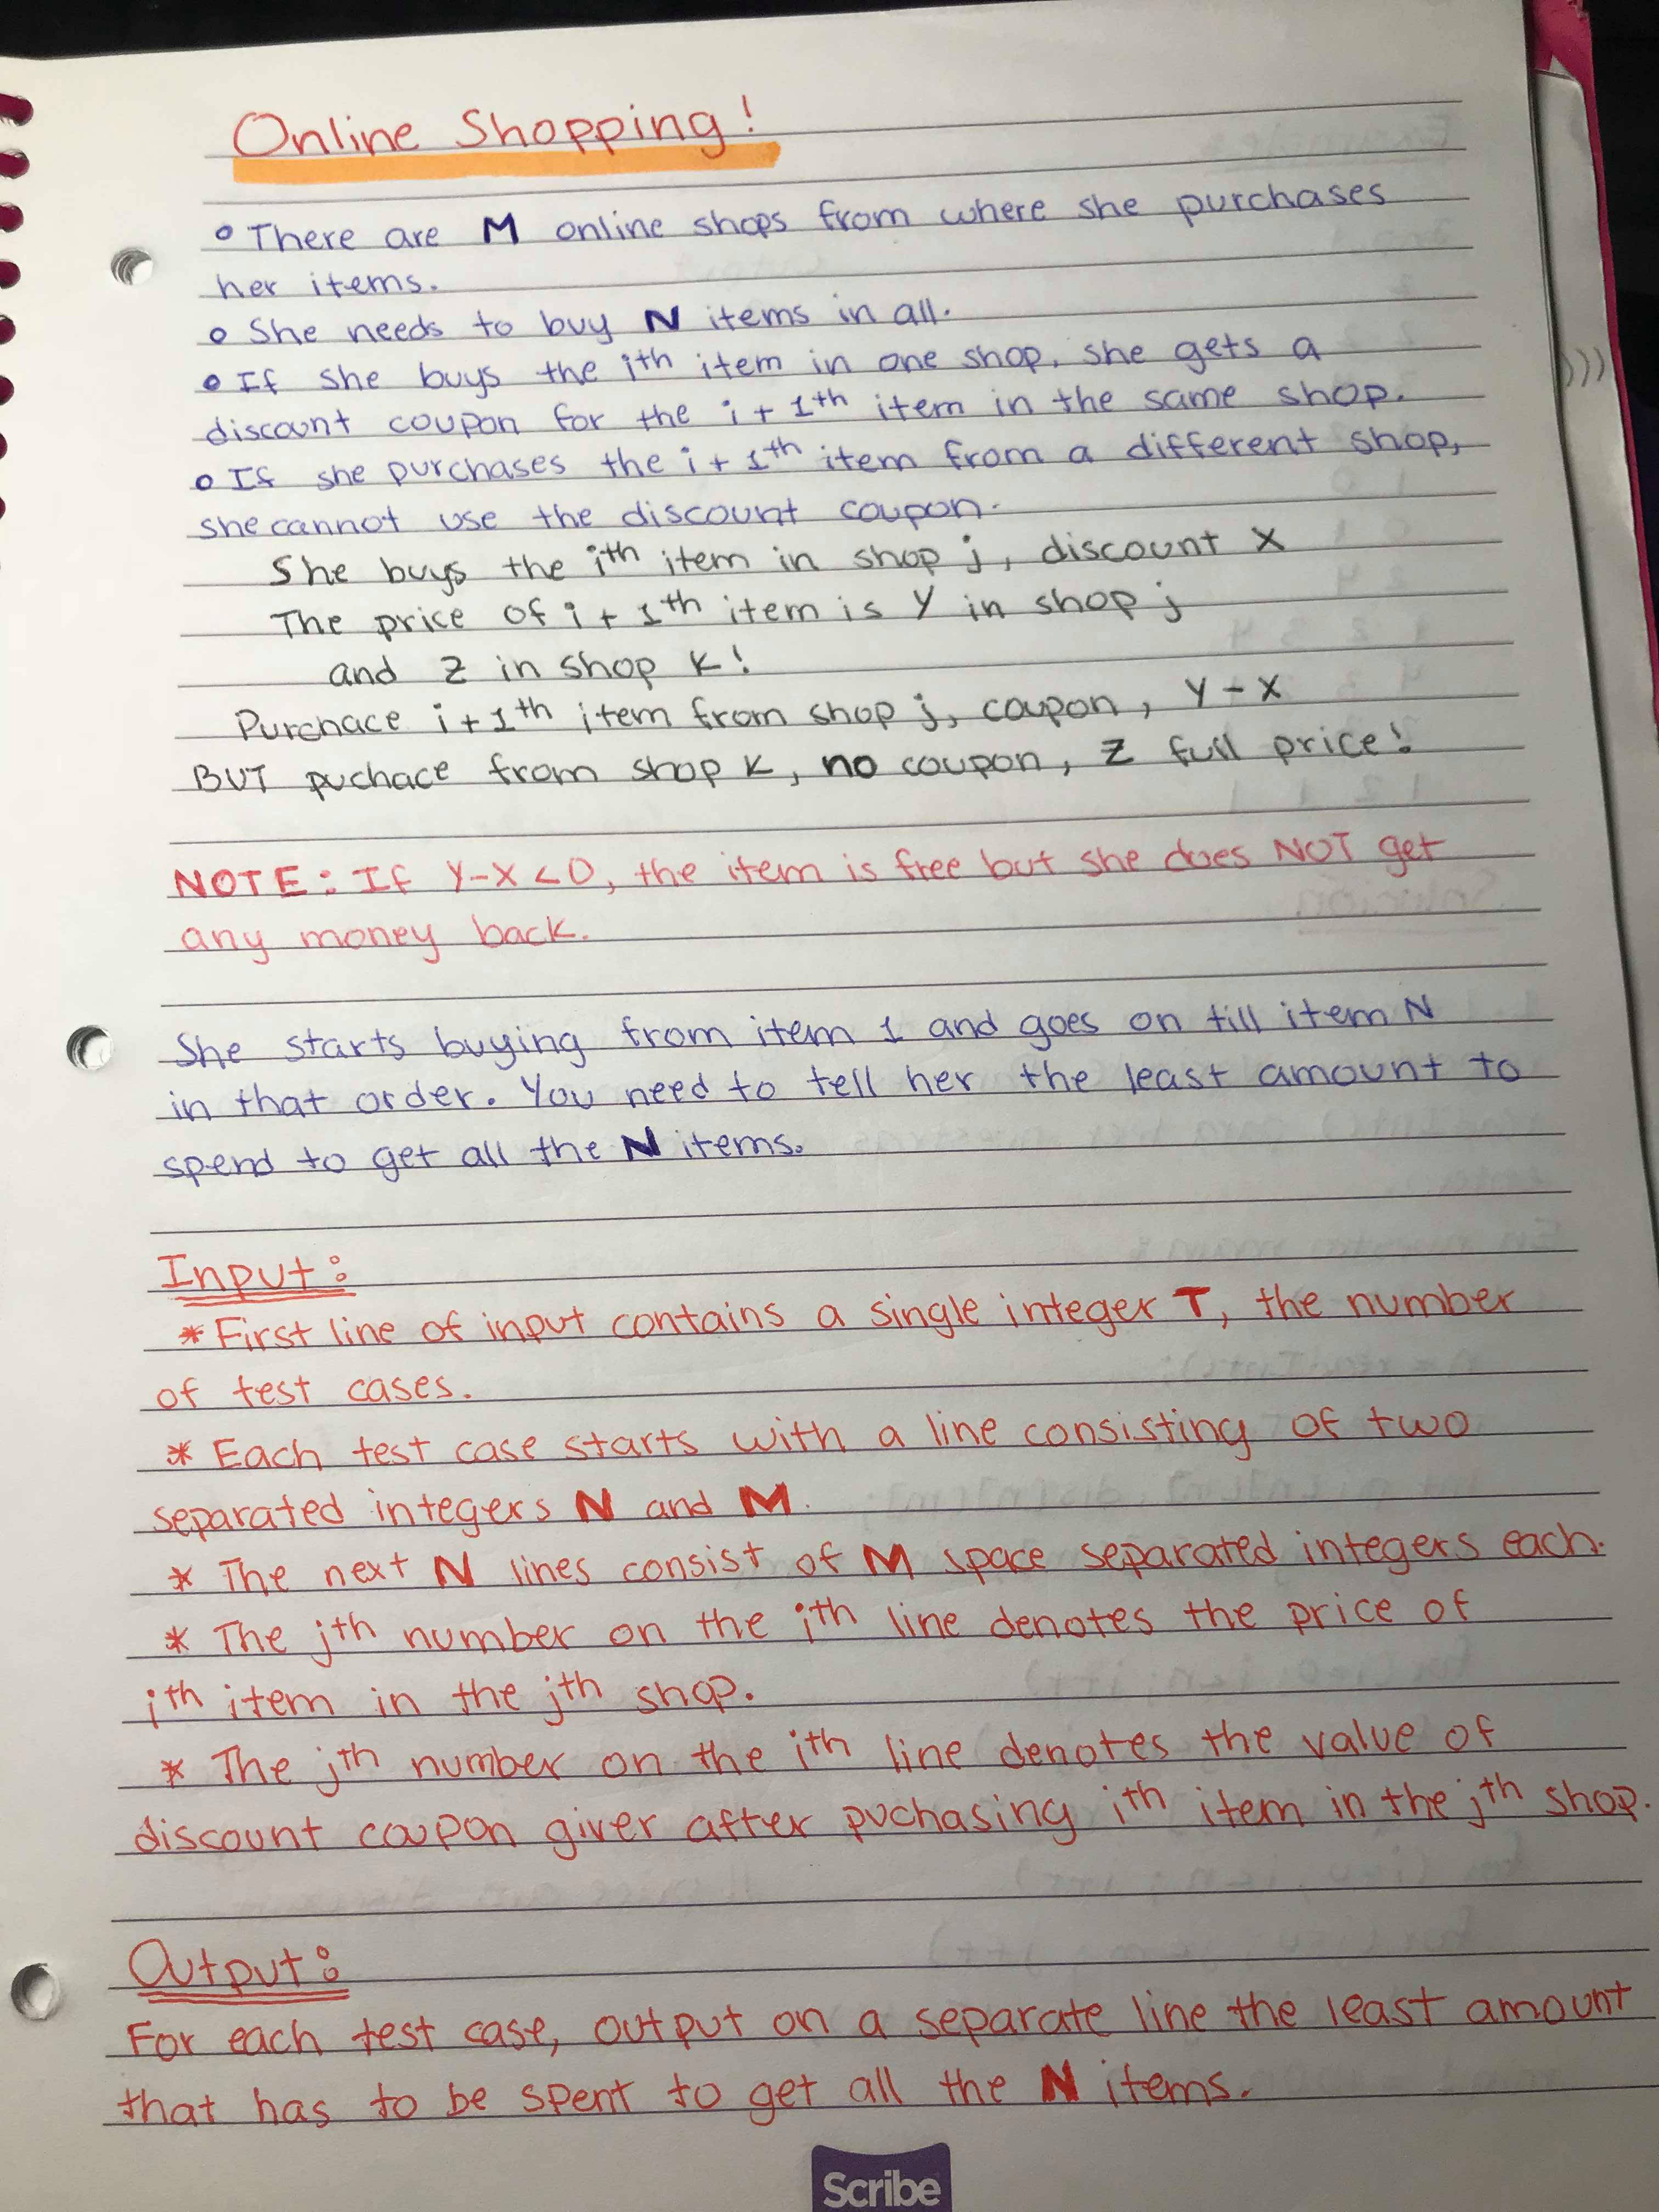 Online Shopping!
• There are M online shops from where she purchases
her items.
• She needs to buy N items in all.
• If she buys the ith item in one shop, she gets a
discount coupon for the i + 1th item in the same shop.
• If she purchases the i + 1th item from a different shop,
she cannot use the discount coupon.
She buys the ith item in shop j, discount X
The price of i + 1th item is Y in shop j
and Z in shop K!
Purchace i + 1th item from shop j, coupon, Y - X
BUT puchace from shop K, no coupon, Z full price!
NOTE: If Y-X<0, the item is free but she does NOT get
any money back.
She starts buying from item 1 and goes on till item N
in that order. You need to tell her the least amount to
spend to get all the N items.
Input:
* First line of input contains a single integer T, the number
of test cases.
* Each test case starts with a line consisting of two
separated integers N and M.
* The next N lines consist of M space separated integers each.
* The jth number on the ith line denotes the price of
ith item in the jth shop.
* The jth number on the ith line denotes the value of
discount coupon giver after puchasing ith item in the jth shop.
Output:
For each test case, output on a separate line the least amount
that has to be spent to get all the N items.
Scribe